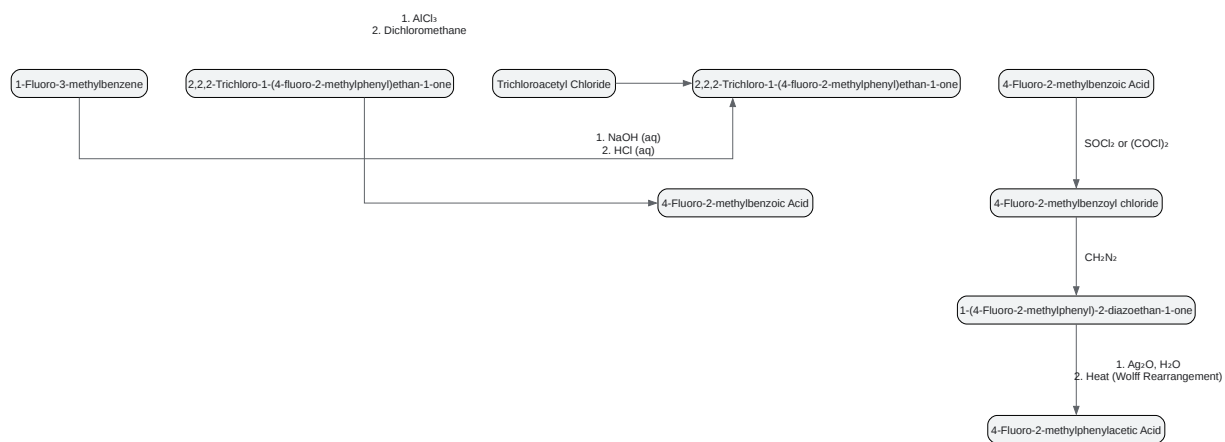 1. AlCl₃
2. Dichloromethane
1-Fluoro-3-methylbenzene
2,2,2-Trichloro-1-(4-fluoro-2-methylphenyl)ethan-1-one
Trichloroacetyl Chloride
2,2,2-Trichloro-1-(4-fluoro-2-methylphenyl)ethan-1-one
4-Fluoro-2-methylbenzoic Acid
1. NaOH (aq)
2. HCl (aq)
SOCl₂ or (COCl)₂
4-Fluoro-2-methylbenzoic Acid
4-Fluoro-2-methylbenzoyl chloride
CH₂N₂
1-(4-Fluoro-2-methylphenyl)-2-diazoethan-1-one
1. Ag₂O, H₂O
2. Heat (Wolff Rearrangement)
4-Fluoro-2-methylphenylacetic Acid